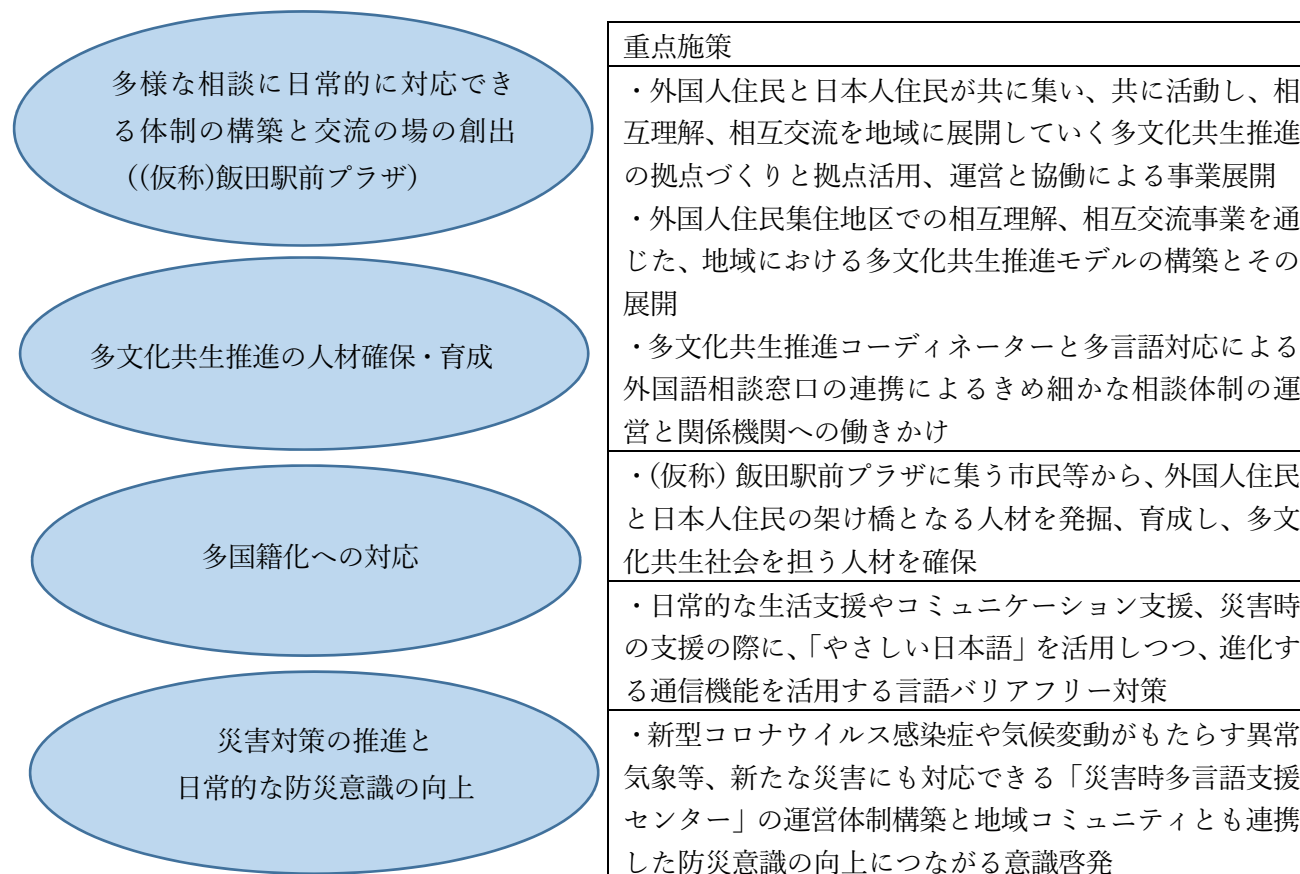 多様な相談に日常的に対応でき
る体制の構築と交流の場の創出
((仮称)飯田駅前プラザ)
多文化共生推進の人材確保・育成
多国籍化への対応
災害対策の推進と
日常的な防災意識の向上
重点施策
・外国人住民と日本人住民が共に集い、共に活動し、相
互理解、相互交流を地域に展開していく多文化共生推進
の拠点づくりと拠点活用、運営と協働による事業展開
・外国人住民集住地区での相互理解、相互交流事業を通
じた、地域における多文化共生推進モデルの構築とその
展開
・多文化共生推進コーディネーターと多言語対応による
外国語相談窓口の連携によるきめ細かな相談体制の運
営と関係機関への働きかけ
・(仮称) 飯田駅前プラザに集う市民等から、外国人住民
と日本人住民の架け橋となる人材を発掘、育成し、多文
化共生社会を担う人材を確保
・日常的な生活支援やコミュニケーション支援、災害時
の支援の際に、「やさしい日本語」を活用しつつ、進化す
る通信機能を活用する言語バリアフリー対策
・新型コロナウイルス感染症や気候変動がもたらす異常
気象等、新たな災害にも対応できる「災害時多言語支援
センター」の運営体制構築と地域コミュニティとも連携
した防災意識の向上につながる意識啓発